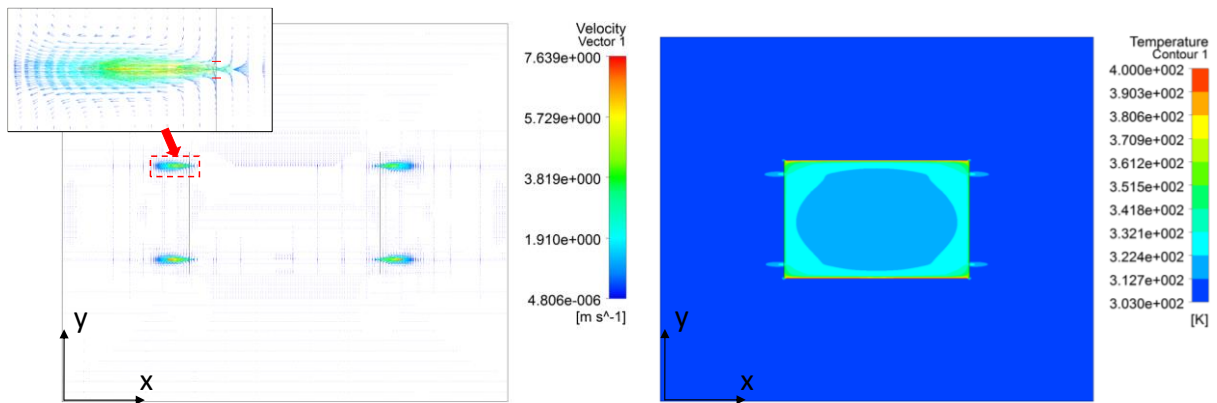 Velocity
Vector 1
7.639e+000
5.729e+000
3.819e+000
1.910e+000
4.806e-006
[m s^-1]
y
x
Temperature
Contour 1
4.000e+002
3.903e+002
3.806e+002
3.709e+002
3.612e+002
3.515e+002
3.418e+002
3.321e+002
3.224e+002
3.127e+002
3.030e+002
[K]
y
x